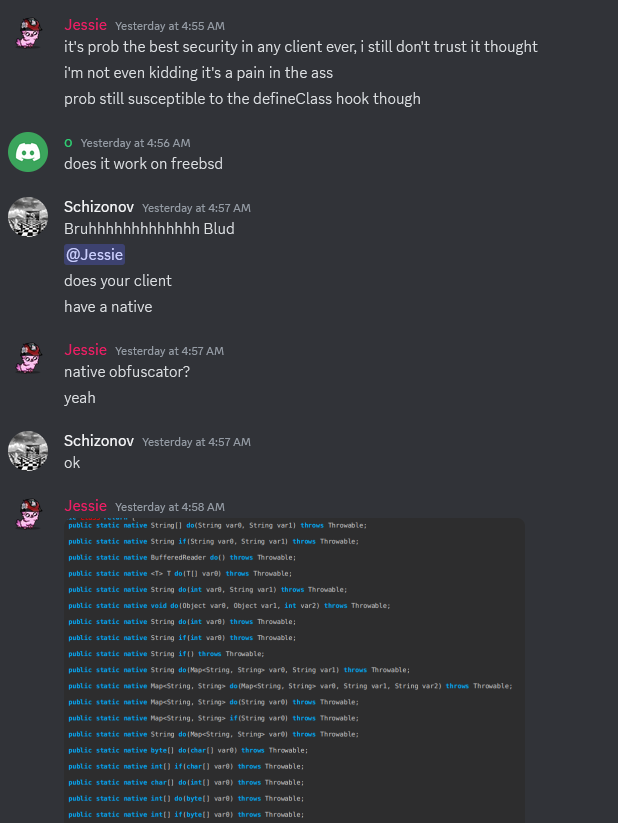 Jessie Yesterday at 4:55 AM
it's prob the best security in any client ever, i still don't trust it thought
i'm not even kidding it's a pain in the ass
prob still susceptible to the defineClass hook though
O Yesterday at 4:56 AM
does it work on freebsd
Schizonov Yesterday at 4:57 AM
Bruhhhhhhhhhhhhh Blud
@Jessie
does your client
have a native
Jessie Yesterday at 4:57 AM
native obfuscator?
yeah
Schizonov Yesterday at 4:57 AM
ok
Jessie Yesterday at 4:58 AM
public static native String[] do(String var0, String var1) throws Throwable;
public static native String if(String var0, String var1) throws Throwable;
public static native BufferedReader do() throws Throwable;
public static native <T> T do(T[] var0) throws Throwable;
public static native String do(int var0, String var1) throws Throwable;
public static native void do(Object var0, Object var1, int var2) throws Throwable;
public static native String do(int var0) throws Throwable;
public static native String if(int var0) throws Throwable;
public static native String if() throws Throwable;
public static native String do(Map<String, String> var0, String var1) throws Throwable;
public static native Map<String, String> do(Map<String, String> var0, String var1, String var2) throws Throwable;
public static native Map<String, String> do(String var0) throws Throwable;
public static native Map<String, String> if(String var0) throws Throwable;
public static native String do(Map<String, String> var0) throws Throwable;
public static native byte[] do(char[] var0) throws Throwable;
public static native int[] if(char[] var0) throws Throwable;
public static native char[] do(int[] var0) throws Throwable;
public static native int[] do(byte[] var0) throws Throwable;
public static native int[] if(byte[] var0) throws Throwable;